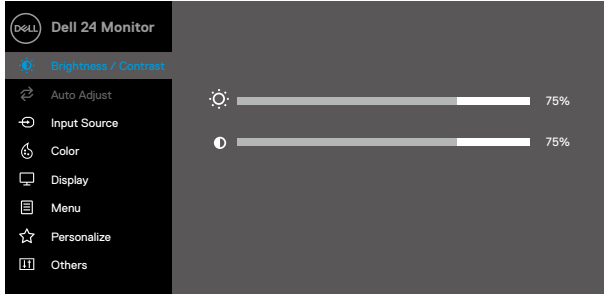 DELL
Dell 24 Monitor
Brightness / Contrast
Auto Adjust
75%
Input Source
75%
Color
Display
Menu
Personalize
Others